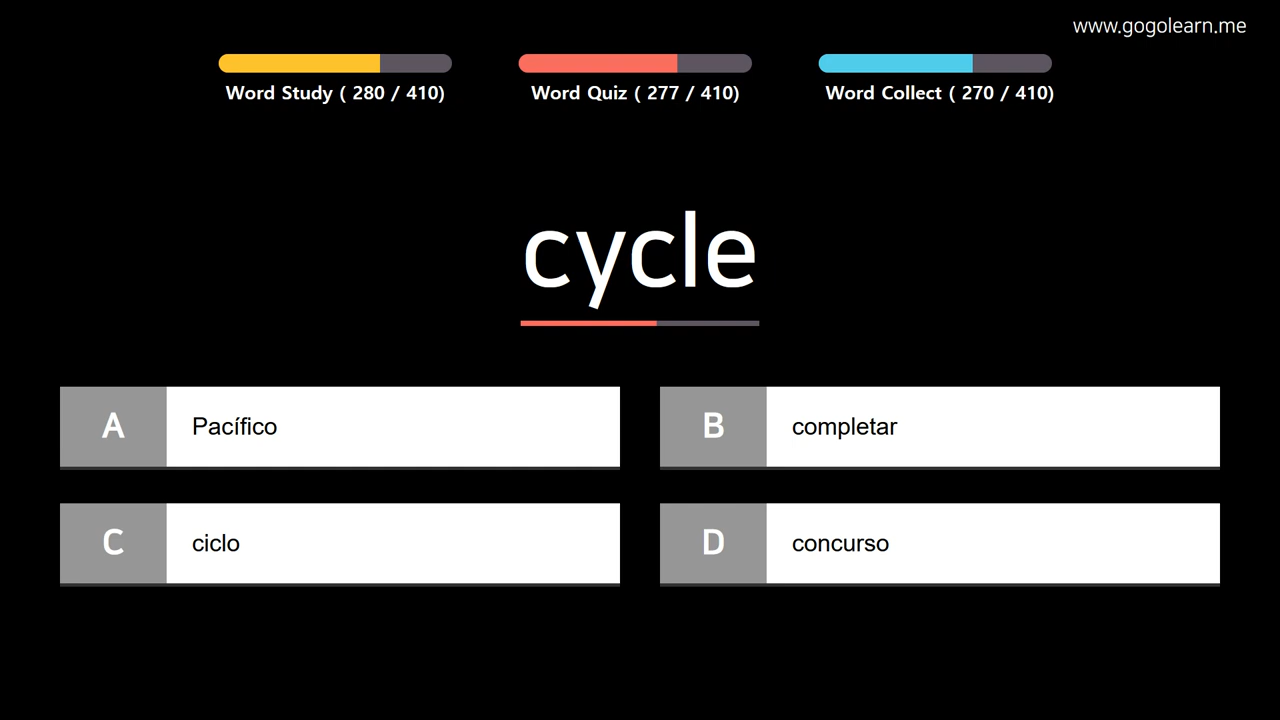 www.gogolearn.me
Word Study ( 280 / 410)
Word Quiz ( 277 / 410)
Word Collect ( 270 / 410)
cycle
A Pacífico
B completar
C ciclo
D concurso